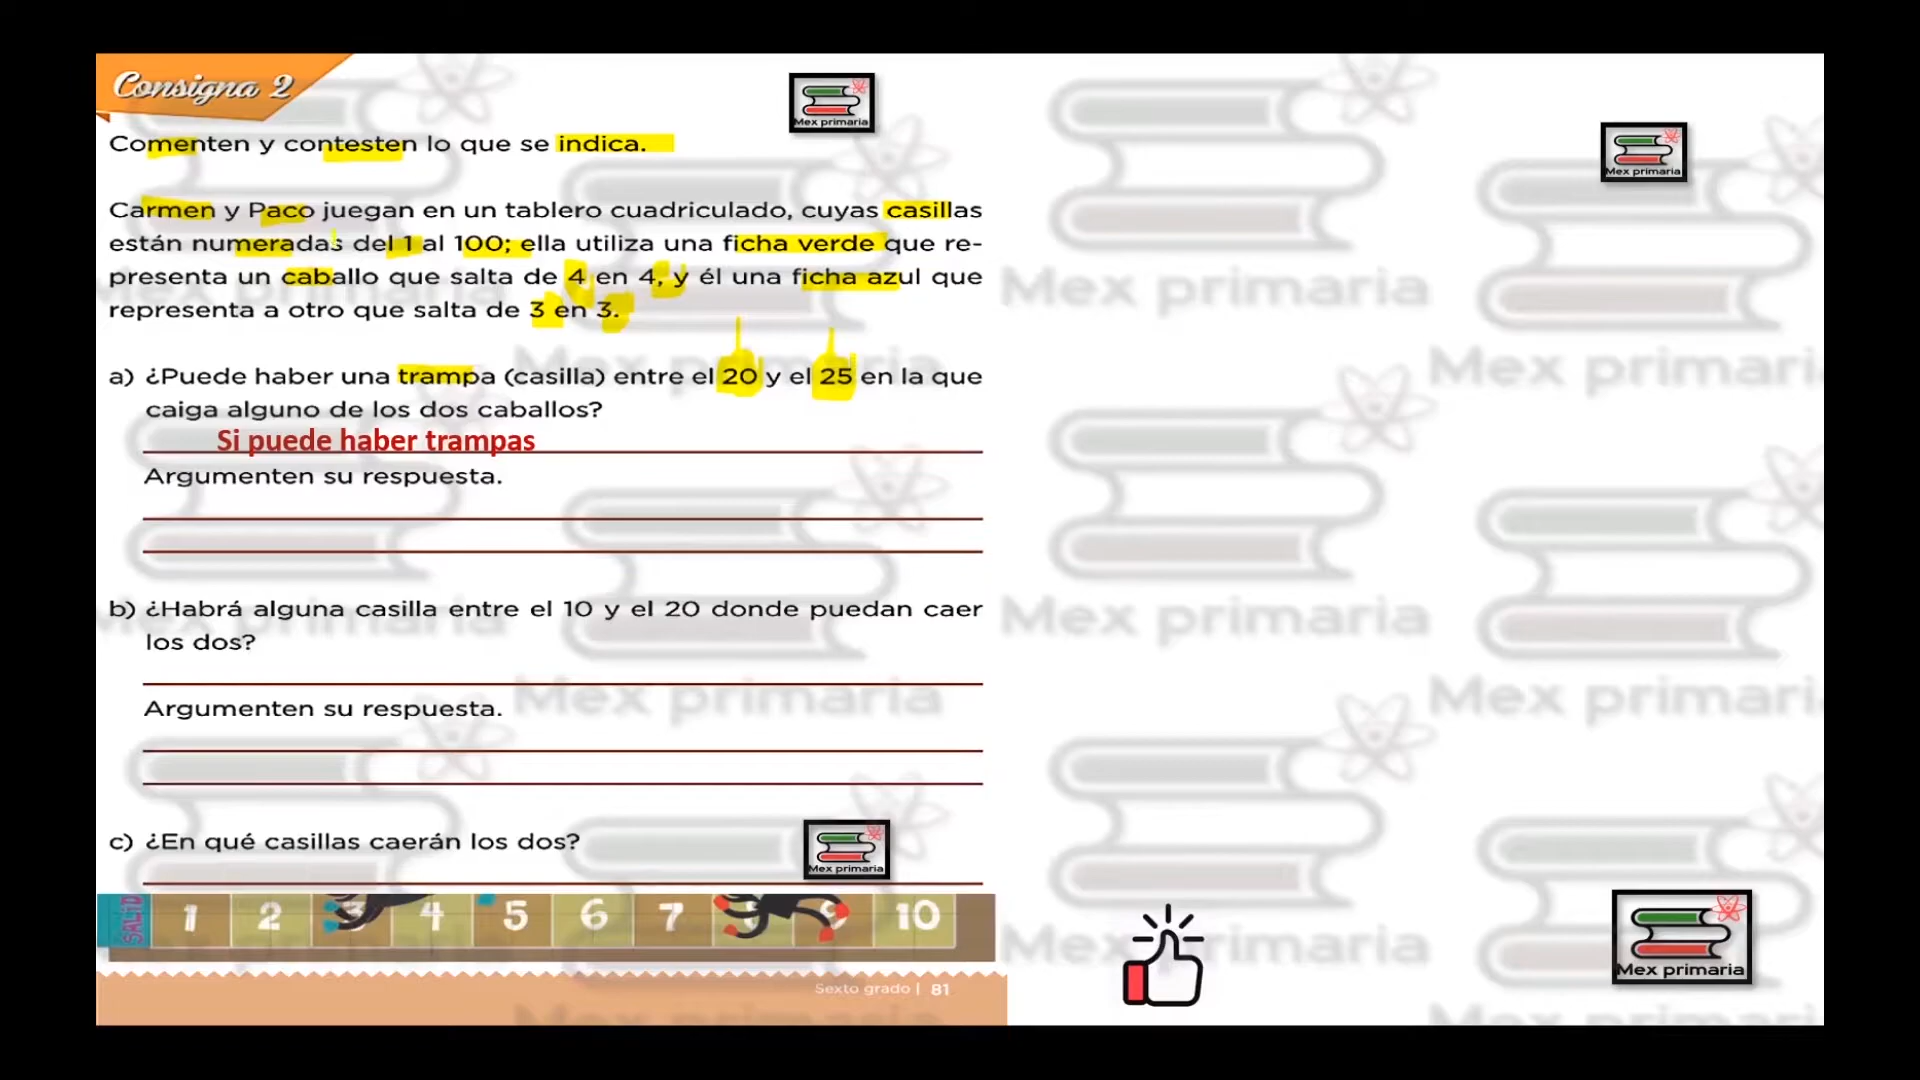 Consigna 2
Mex primaria
Mex primaria
Comenten y contesten lo que se indica.
Carmen y Paco juegan en un tablero cuadriculado, cuyas casillas
están numeradas del 1 al 100; ella utiliza una ficha verde que re-
presenta un caballo que salta de 4 en 4, y él una ficha azul que
representa a otro que salta de 3 en 3.
a) ¿Puede haber una trampa (casilla) entre el 20 y el 25 en la que
caiga alguno de los dos caballos?
Si puede haber trampas
Argumenten su respuesta.
b) ¿Habrá alguna casilla entre el 10 y el 20 donde puedan caer
los dos?
Argumenten su respuesta.
c) ¿En qué casillas caerán los dos?
Mex primaria
1 2 3 4 5 6 7 8 9 10
Sexto grado | 81
Mex primaria